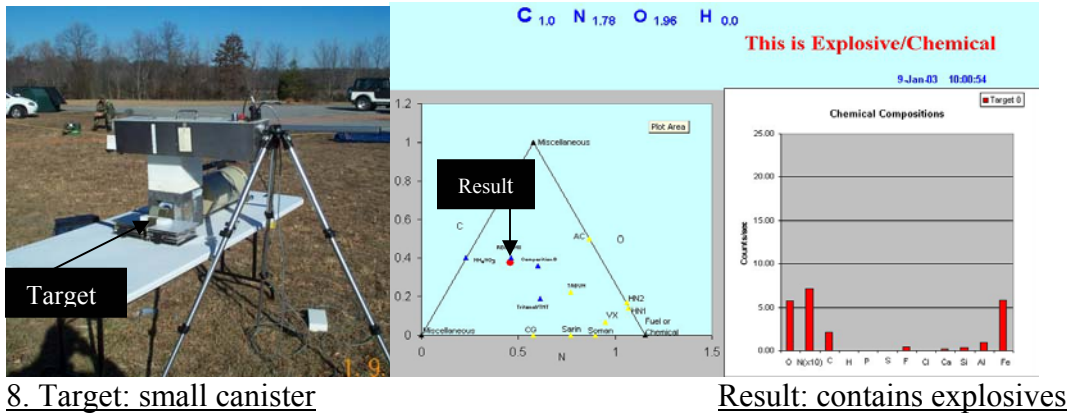 C 1.0 N 1.78 O 1.96 H 0.0
This is Explosive/Chemical
9-Jan-03 10:00:54
Target
1.9.
1.2
1
0.8
0.6
0.4
0.2
0
0 0.5 1 1.5
N
Plot Area
Miscellaneous
Result
C
O
AC
NH4NO3
Composition B
HN2
HN1
VX
CG
Sarin
Soman
Miscellaneous
Fuel or
Chemical
Target 0
Chemical Compositions
Counts/sec
25.00
20.00
15.00
10.00
5.00
0.00
O N(x10) C H P S F Cl Ca Si Al Fe
8. Target: small canister
Result: contains explosives